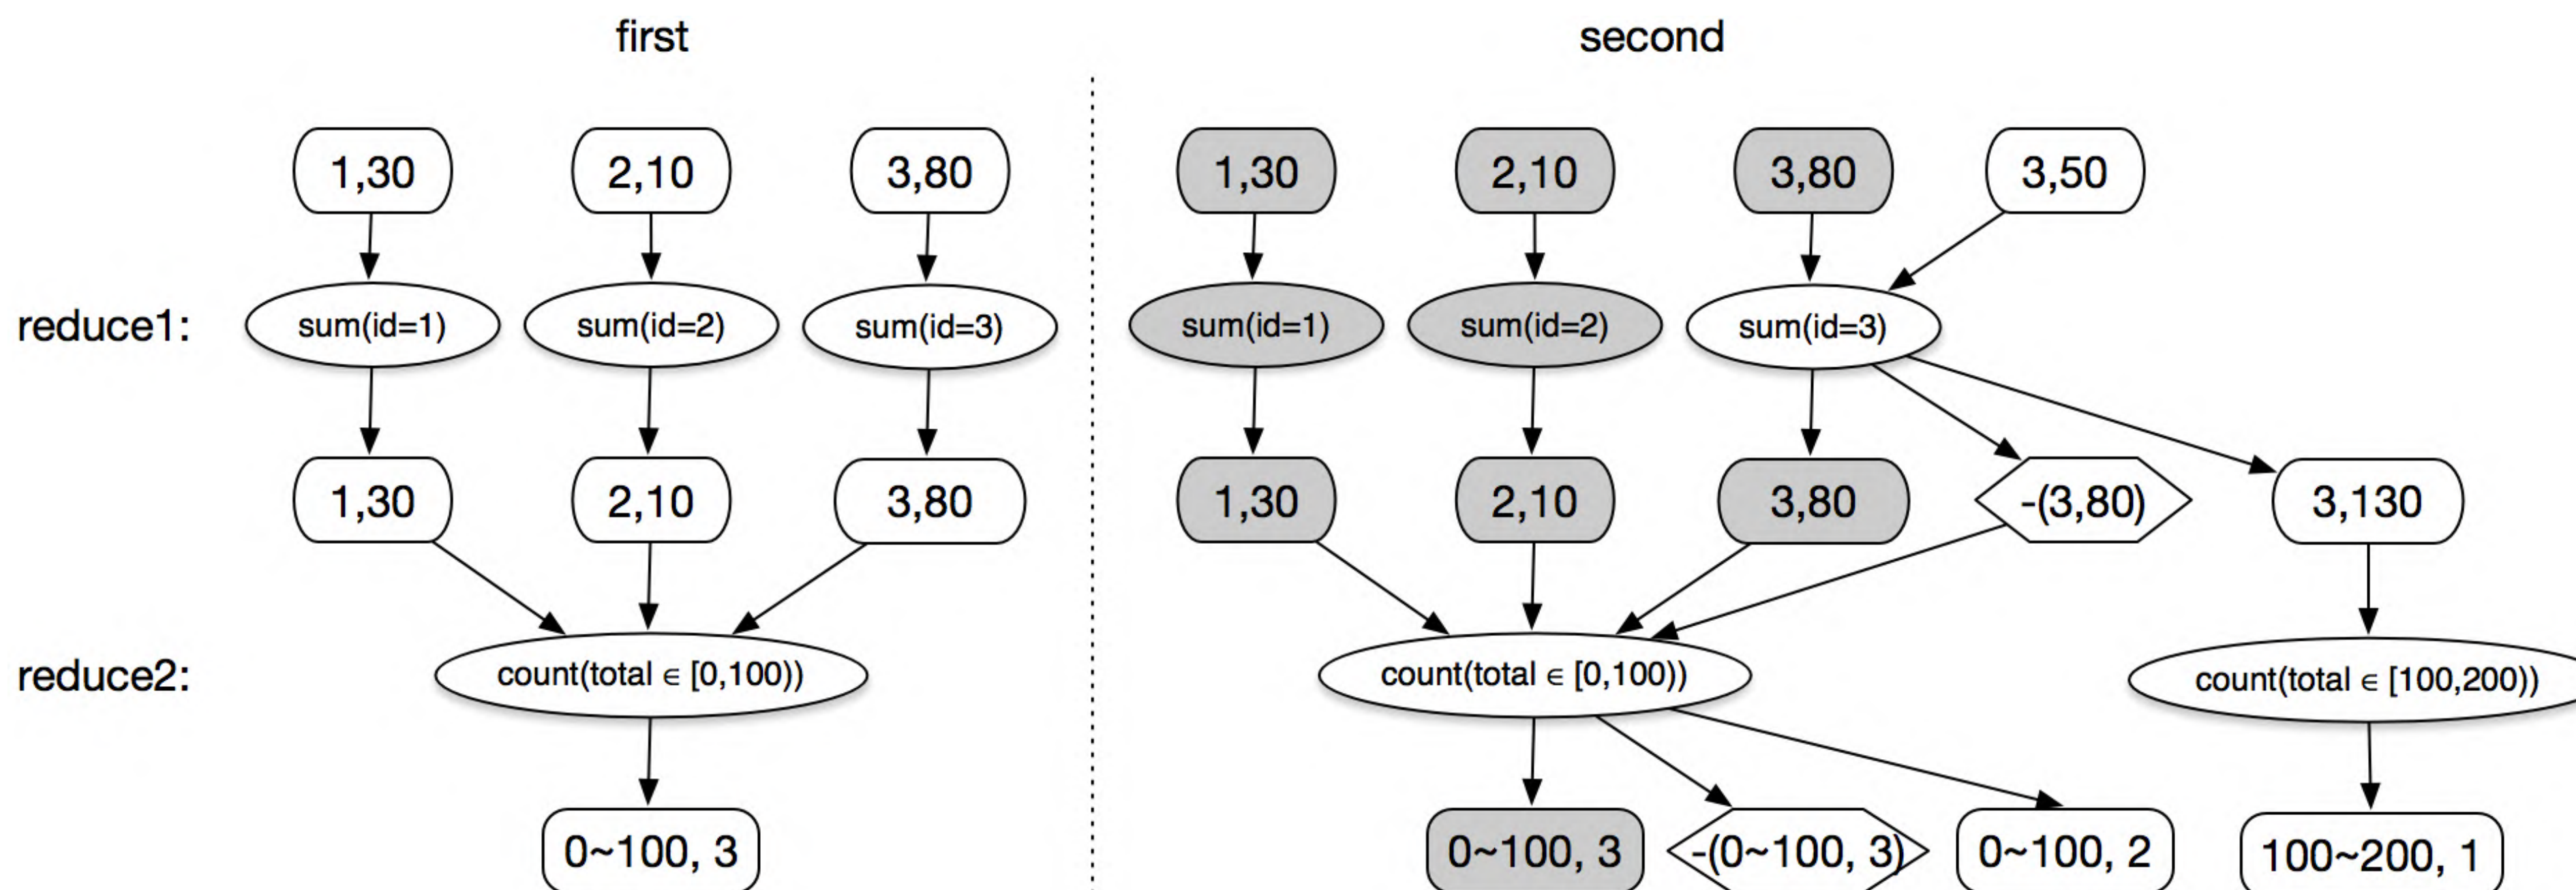 first
second
1,30
2,10
3,80
1,30
2,10
3,80
3,50
reduce1:
sum(id=1)
sum(id=2)
sum(id=3)
sum(id=1)
sum(id=2)
sum(id=3)
1,30
2,10
3,80
1,30
2,10
3,80
-(3,80)
3,130
reduce2:
count(total ∈ [0,100))
count(total ∈ [0,100))
count(total ∈ [100,200))
0~100, 3
0~100, 3
-(0~100, 3)
0~100, 2
100~200, 1